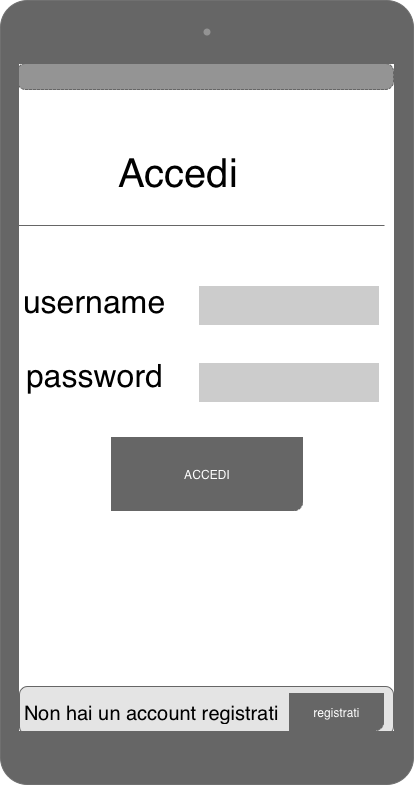 Accedi
username
password
ACCEDI
Non hai un account registrati
registrati